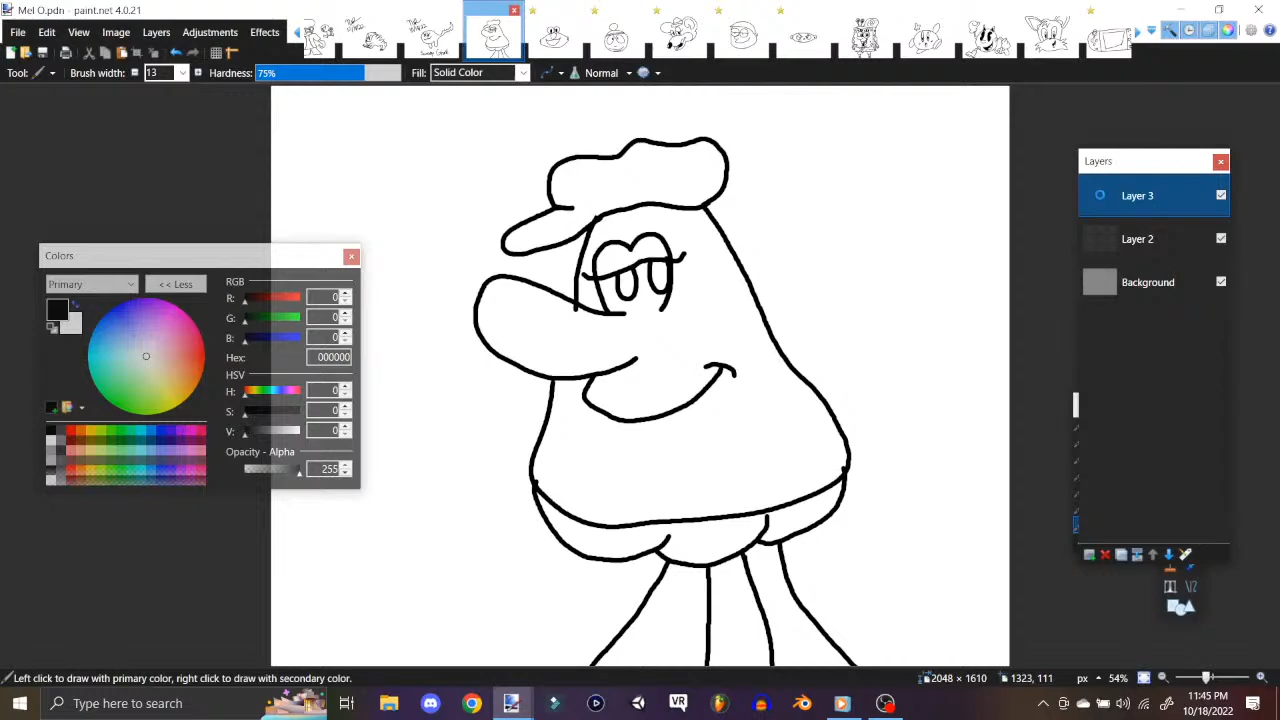 Mel O.pdn - paint.net 4.0.21
File Edit View Image Layers Adjustments Effects
Tool: Brush width: 13 Hardness: 75% Fill: Solid Color Normal
Layers
Layer 3
Layer 2
Background
Colors
Primary << Less
RGB
R: 0
G: 0
B: 0
Hex: 000000
HSV
H: 0
S: 0
V: 0
Opacity - Alpha
255
Left click to draw with primary color, right click to draw with secondary color.
2048 × 1610 1323, 111 px 54%
Type here to search
VR
11:45 PM
10/18/2022